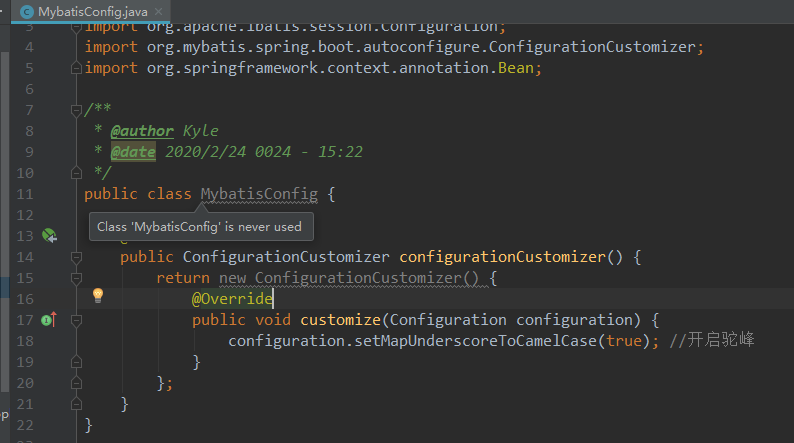 MybatisConfig.java
3 import org.apache.ibatis.session.Configuration;
4 import org.mybatis.spring.boot.autoconfigure.ConfigurationCustomizer;
5 import org.springframework.context.annotation.Bean;
6
7 /**
8 * @author Kyle
9 * @date 2020/2/24 0024 - 15:22
10 */
11 public class MybatisConfig {
12
Class 'MybatisConfig' is never used
13
14 public ConfigurationCustomizer configurationCustomizer() {
15 return new ConfigurationCustomizer() {
16 @Override
17 public void customize(Configuration configuration) {
18 configuration.setMapUnderscoreToCamelCase(true); //开启驼峰
19 }
20 };
21 }
22 }